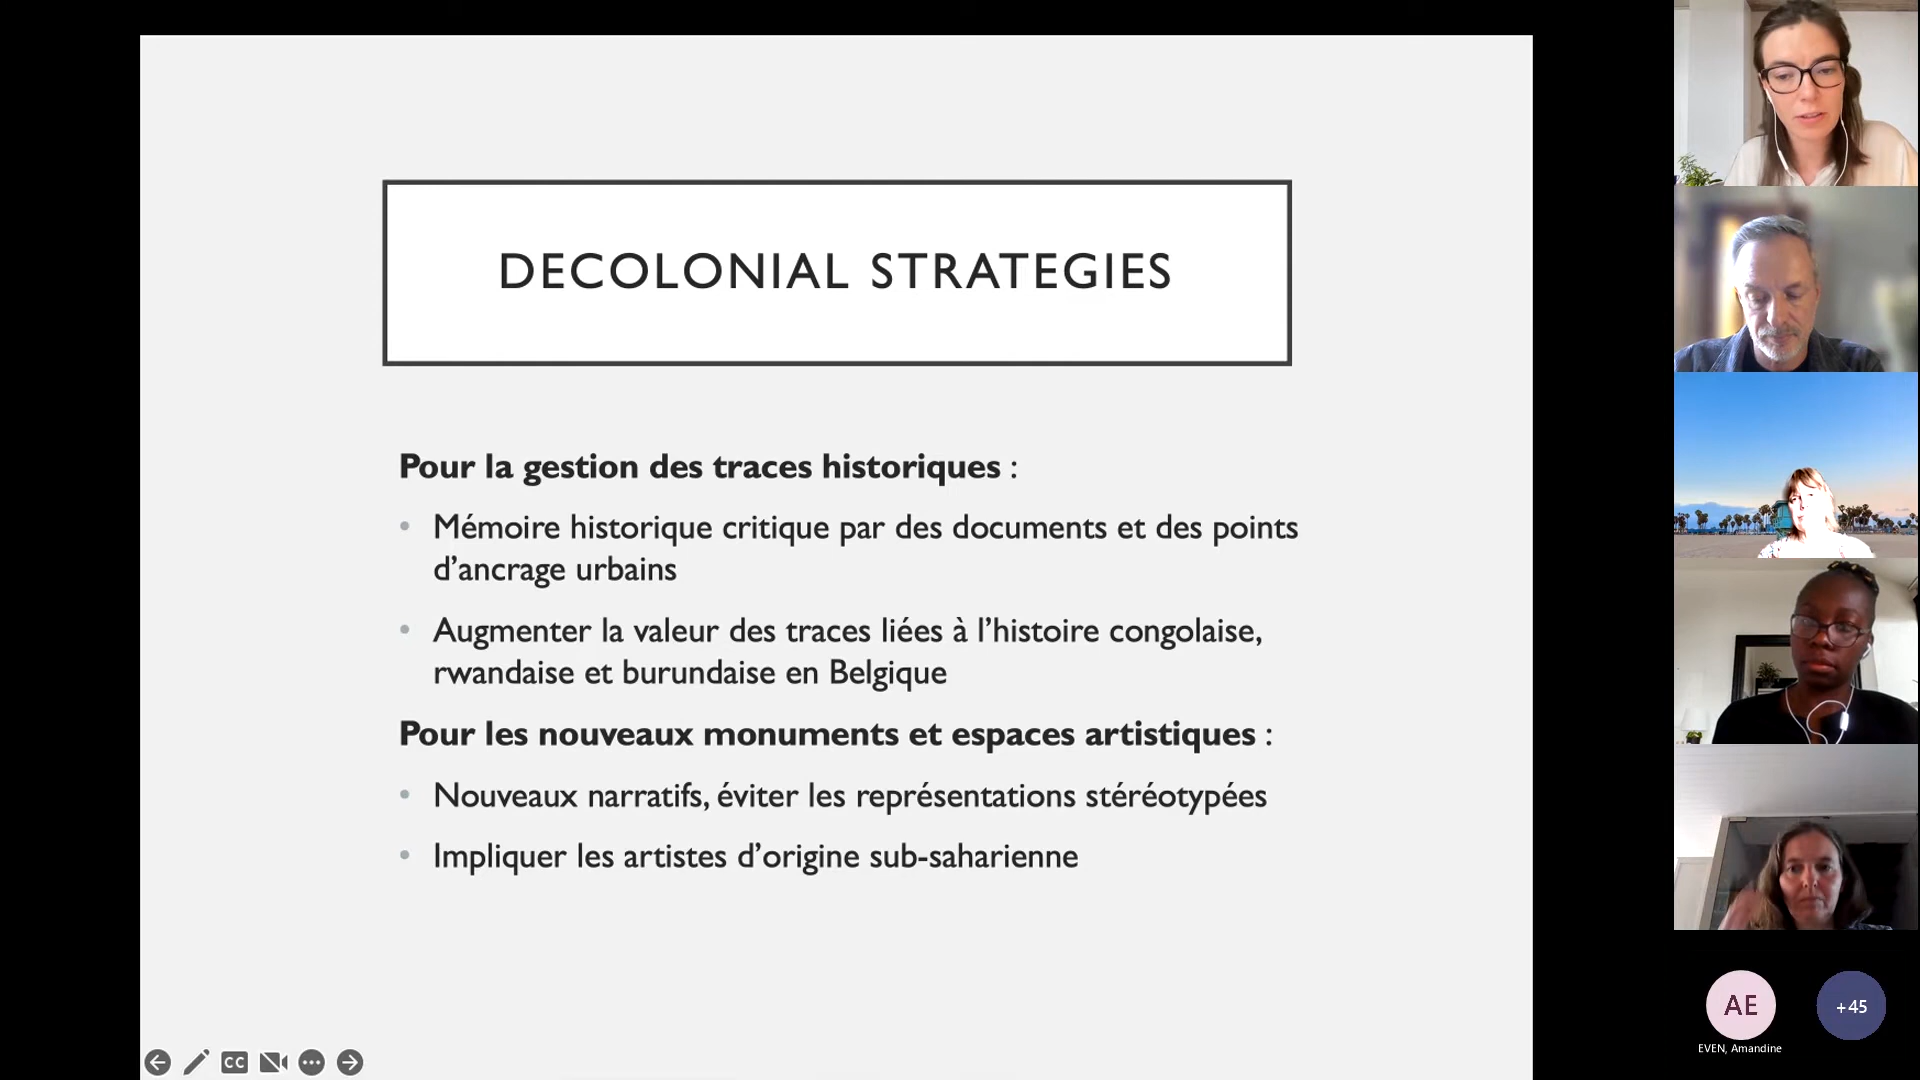 DECOLONIAL STRATEGIES
Pour la gestion des traces historiques :
• Mémoire historique critique par des documents et des points
d’ancrage urbains
• Augmenter la valeur des traces liées à l’histoire congolaise,
rwandaise et burundaise en Belgique
Pour les nouveaux monuments et espaces artistiques :
• Nouveaux narratifs, éviter les représentations stéréotypées
• Impliquer les artistes d’origine sub-saharienne
CC
AE
+45
EVEN, Amandine